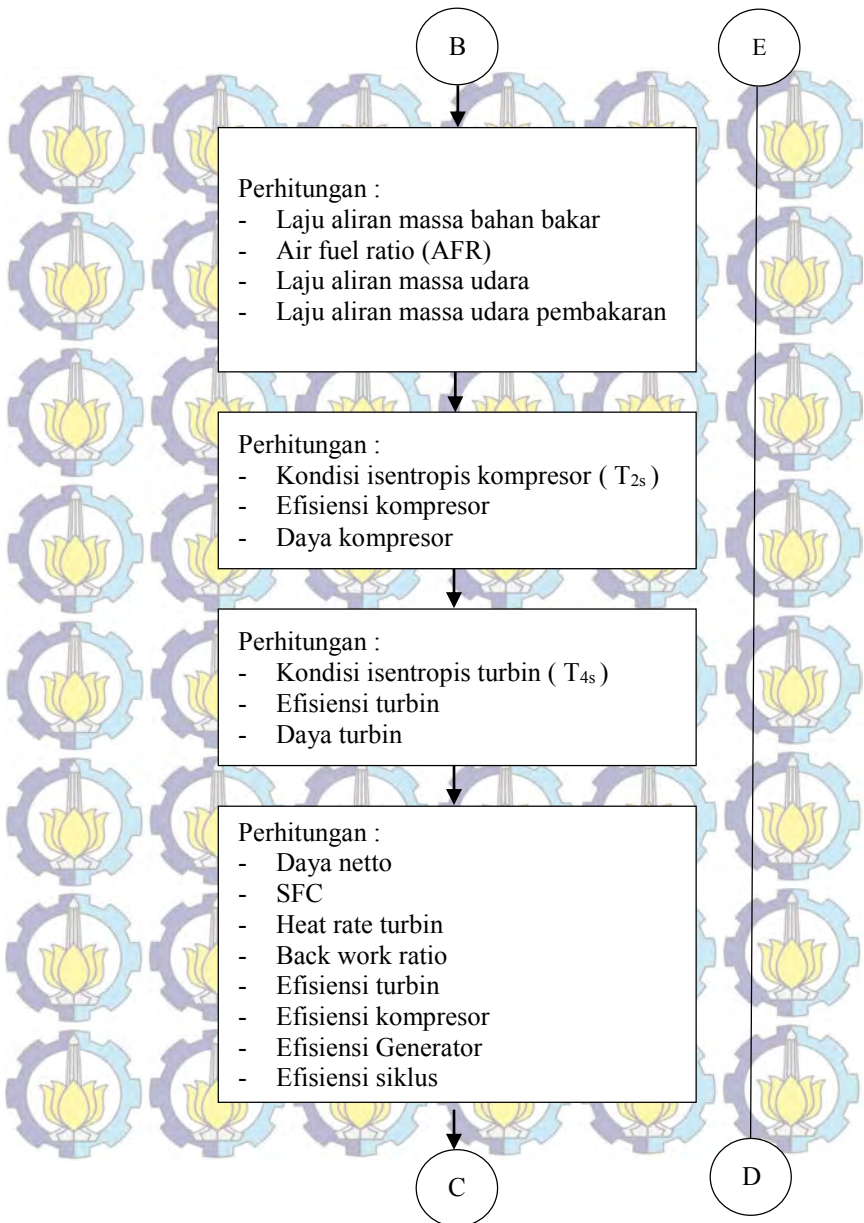 B
E
Perhitungan :
- Laju aliran massa bahan bakar
- Air fuel ratio (AFR)
- Laju aliran massa udara
- Laju aliran massa udara pembakaran
Perhitungan :
- Kondisi isentropis kompresor ( T2s )
- Efisiensi kompresor
- Daya kompresor
Perhitungan :
- Kondisi isentropis turbin ( T4s )
- Efisiensi turbin
- Daya turbin
Perhitungan :
- Daya netto
- SFC
- Heat rate turbin
- Back work ratio
- Efisiensi turbin
- Efisiensi kompresor
- Efisiensi Generator
- Efisiensi siklus
C
D